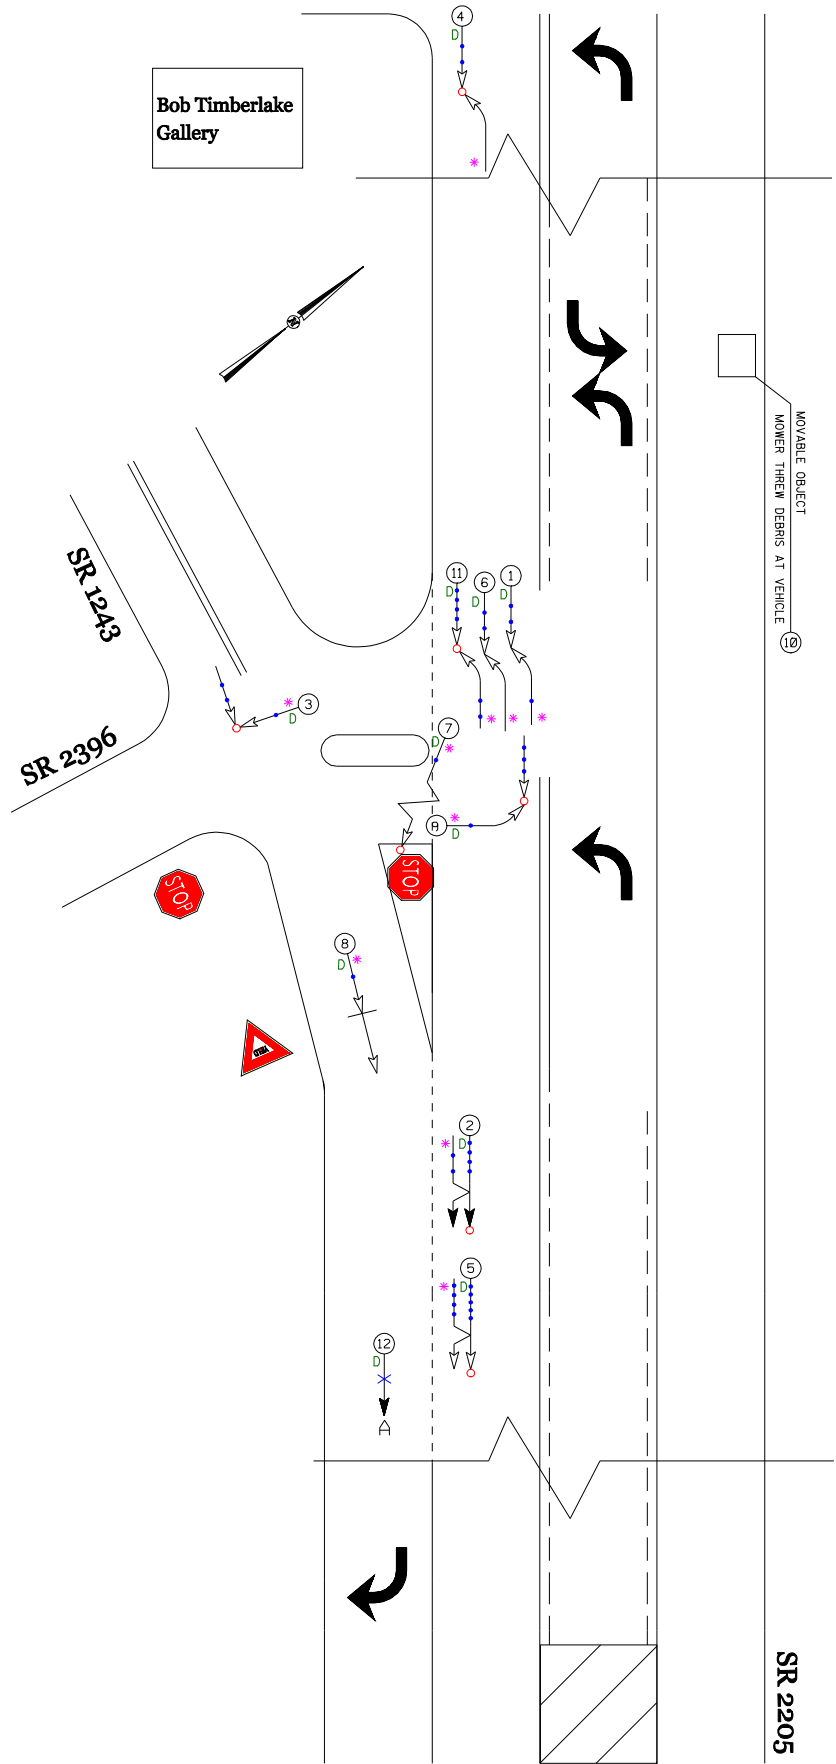 4
D
Bob Timberlake
Gallery
N
MOVABLE OBJECT
MOWER THREW DEBRIS AT VEHICLE
10
11
D
6
D
1
D
SR 1243
3
D
SR 2396
7
D
9
D
STOP
STOP
8
D
YIELD
2
D
5
D
12
D
A
SR 2205